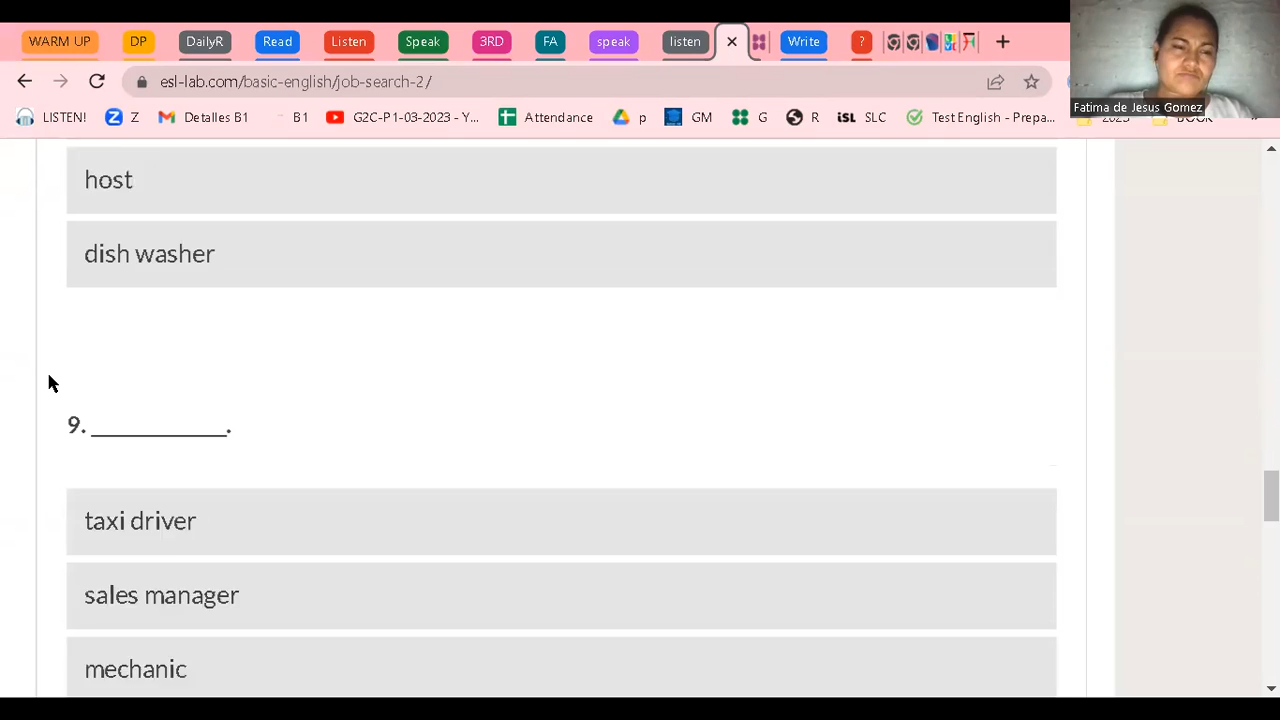 WARM UP DP DailyR Read Listen Speak 3RD FA speak listen Write ?
esl-lab.com/basic-english/job-search-2/
Fatima de Jesus Gomez
LISTEN! Z Detalles B1 B1 G2C-P1-03-2023 - Y... Attendance p GM G R iSL SLC Test English - Prepa...
host
dish washer
9. ____________.
taxi driver
sales manager
mechanic